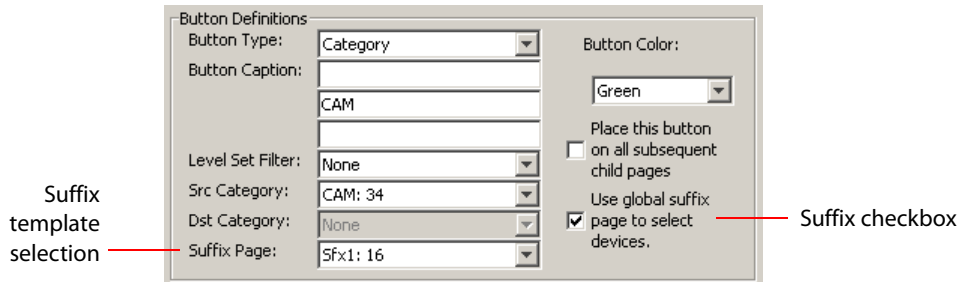 Button Definitions
Button Type:
Category
Button Caption:
CAM
Level Set Filter:
None
Src Category:
CAM: 34
Dst Category:
None
Suffix Page:
Sfx1: 16
Button Color:
Green
Place this button
on all subsequent
child pages
Use global suffix
page to select
devices.
Suffix
template
selection
Suffix checkbox